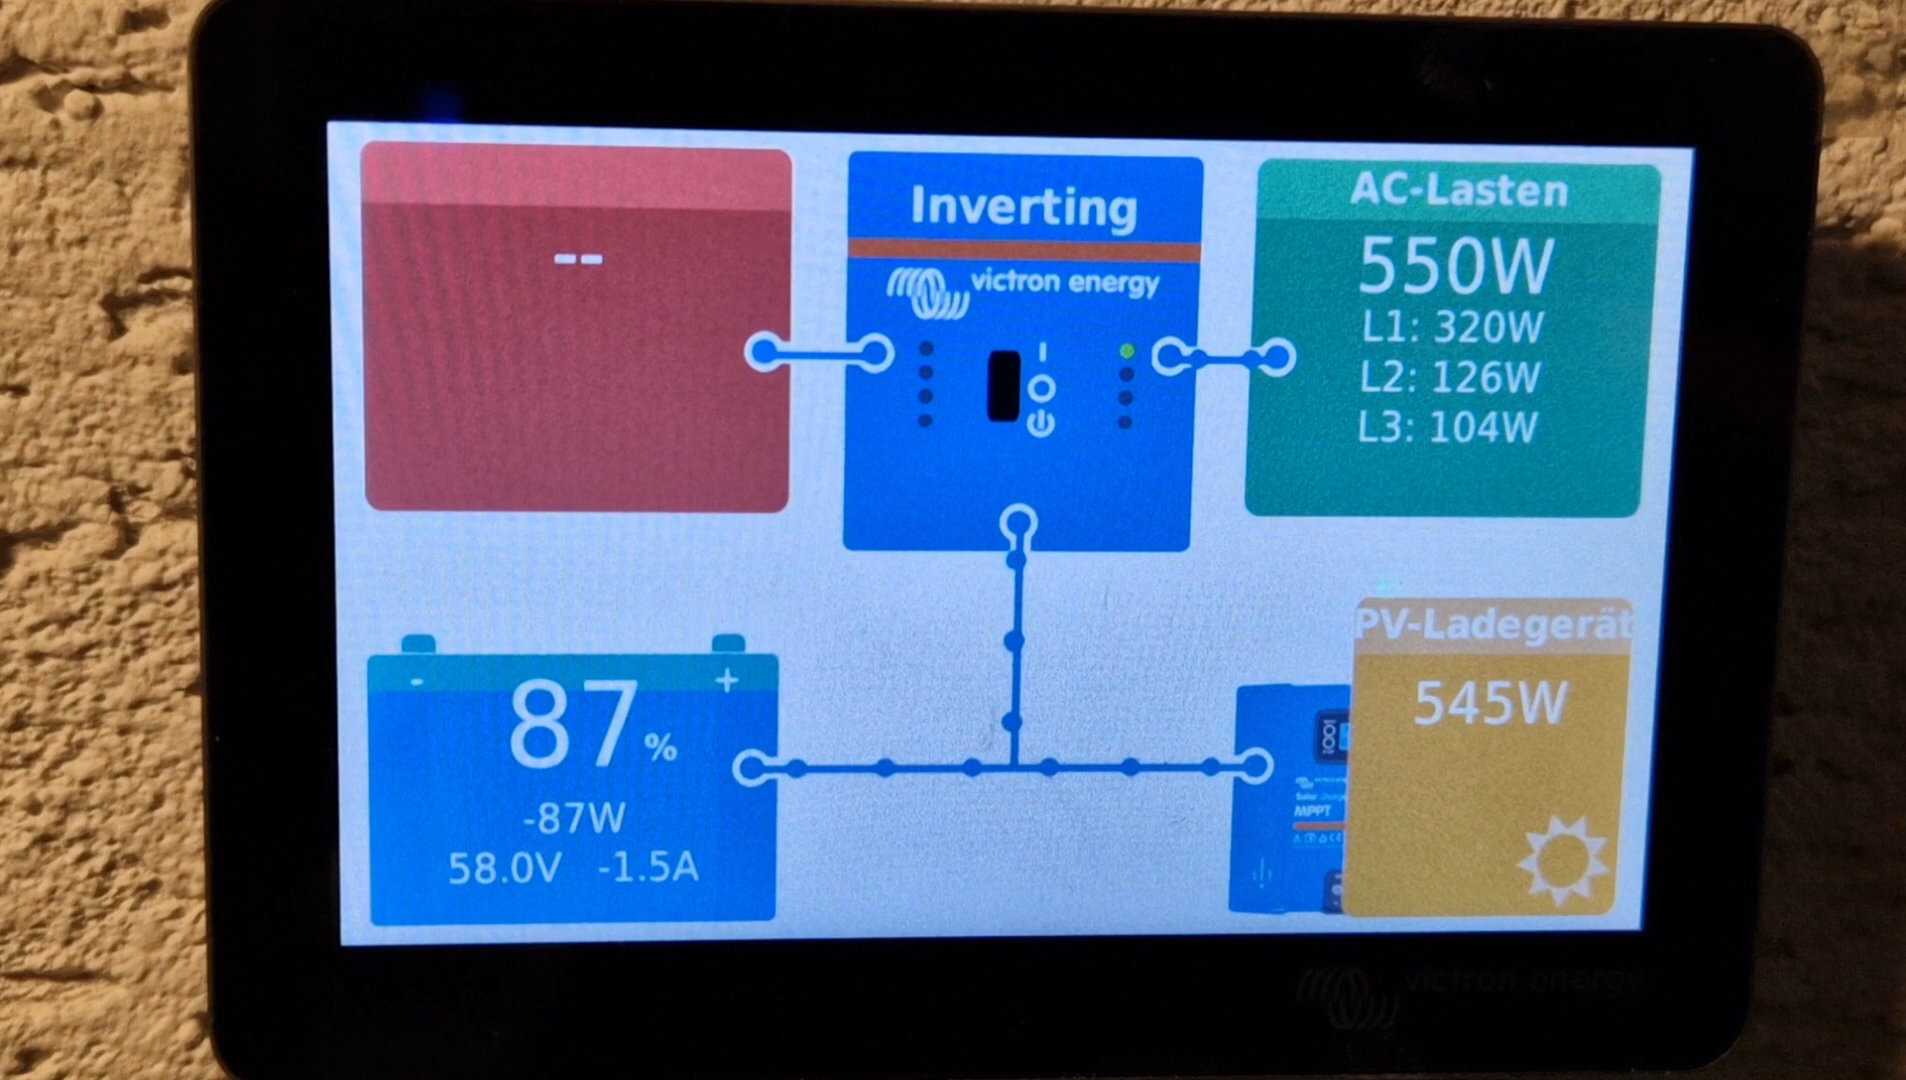 --
Inverting
victron energy
AC-Lasten
550W
L1: 320W
L2: 126W
L3: 104W
- +
87%
-87W
58.0V -1.5A
PV-Ladegerät
545W
MPPT
victron energy